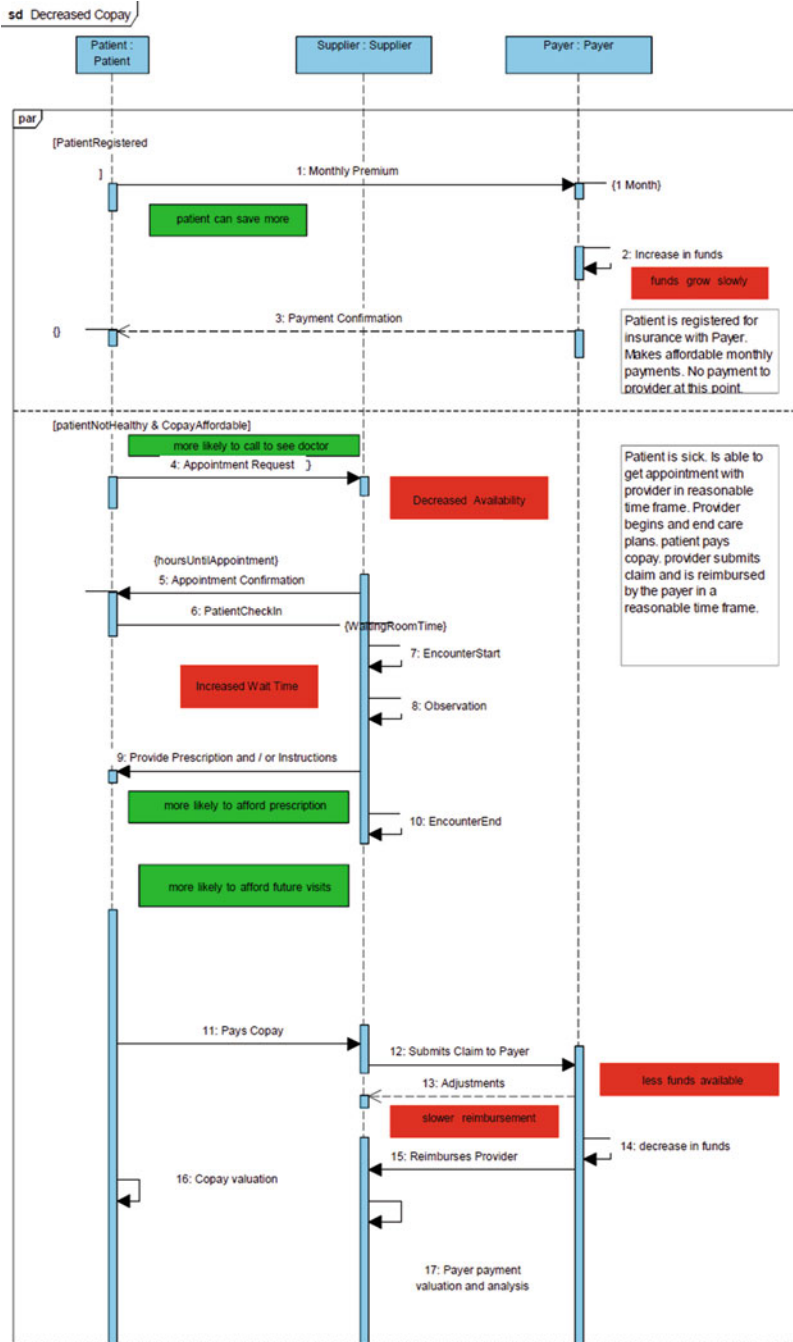 sd Decreased Copay
Patient :
Patient
Supplier : Supplier
Payer : Payer
par
[PatientRegistered
]
1: Monthly Premium
{1 Month}
patient can save more
2: Increase in funds
funds grow slowly
3: Payment Confirmation
{}
Patient is registered for
insurance with Payer.
Makes affordable monthly
payments. No payment to
provider at this point.
[patientNotHealthy & CopayAffordable]
more likely to call to see doctor
4: Appointment Request }
Decreased Availability
Patient is sick. Is able to
get appointment with
provider in reasonable
time frame. Provider
begins and end care
plans. patient pays
copay. provider submits
claim and is reimbursed
by the payer in a
reasonable time frame.
{hoursUntilAppointment}
5: Appointment Confirmation
6: PatientCheckIn
{WaitingRoomTime}
7: EncounterStart
Increased Wait Time
8: Observation
9: Provide Prescription and / or Instructions
more likely to afford prescription
10: EncounterEnd
more likely to afford future visits
11: Pays Copay
12: Submits Claim to Payer
13: Adjustments
less funds available
slower reimbursement
14: decrease in funds
15: Reimburses Provider
16: Copay valuation
17: Payer payment
valuation and analysis